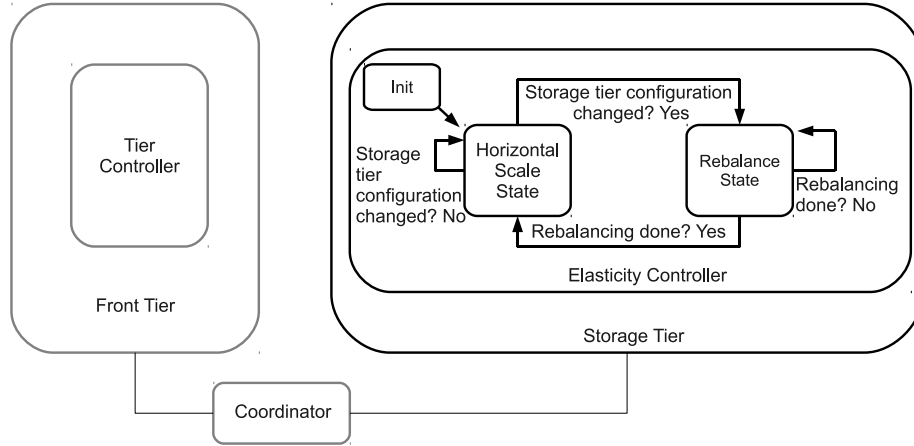 Tier
Controller
Front Tier
Init
Storage tier configuration
changed? Yes
Horizontal
Scale
State
Storage
tier
configuration
changed? No
Rebalance
State
Rebalancing
done? No
Rebalancing done? Yes
Elasticity Controller
Storage Tier
Coordinator